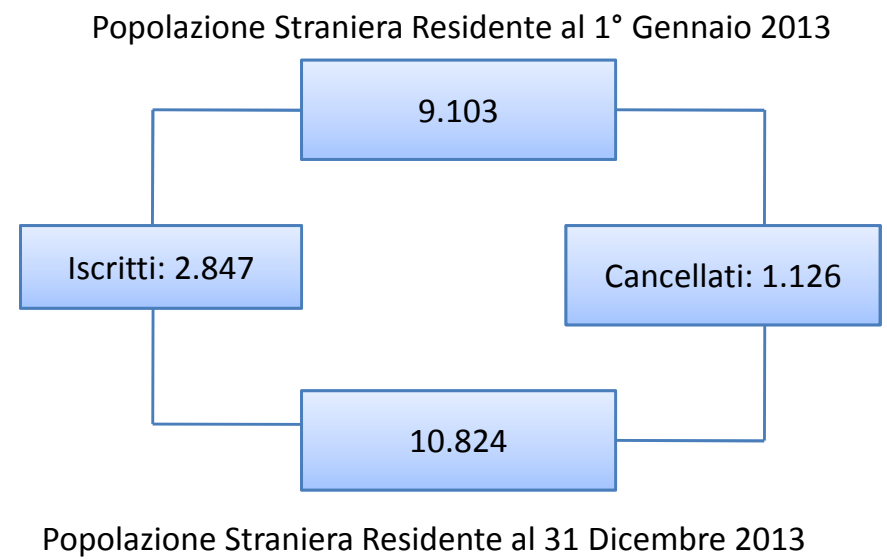 Popolazione Straniera Residente al 1° Gennaio 2013
9.103
Iscritti: 2.847
Cancellati: 1.126
10.824
Popolazione Straniera Residente al 31 Dicembre 2013